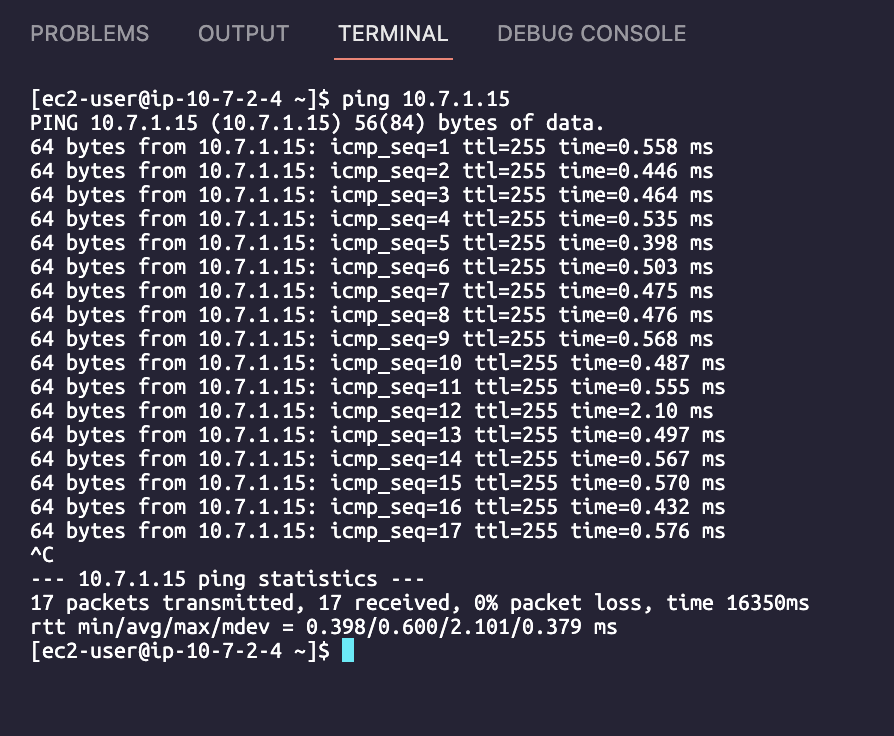 PROBLEMS OUTPUT TERMINAL DEBUG CONSOLE
[ec2-user@ip-10-7-2-4 ~]$ ping 10.7.1.15
PING 10.7.1.15 (10.7.1.15) 56(84) bytes of data.
64 bytes from 10.7.1.15: icmp_seq=1 ttl=255 time=0.558 ms
64 bytes from 10.7.1.15: icmp_seq=2 ttl=255 time=0.446 ms
64 bytes from 10.7.1.15: icmp_seq=3 ttl=255 time=0.464 ms
64 bytes from 10.7.1.15: icmp_seq=4 ttl=255 time=0.535 ms
64 bytes from 10.7.1.15: icmp_seq=5 ttl=255 time=0.398 ms
64 bytes from 10.7.1.15: icmp_seq=6 ttl=255 time=0.503 ms
64 bytes from 10.7.1.15: icmp_seq=7 ttl=255 time=0.475 ms
64 bytes from 10.7.1.15: icmp_seq=8 ttl=255 time=0.476 ms
64 bytes from 10.7.1.15: icmp_seq=9 ttl=255 time=0.568 ms
64 bytes from 10.7.1.15: icmp_seq=10 ttl=255 time=0.487 ms
64 bytes from 10.7.1.15: icmp_seq=11 ttl=255 time=0.555 ms
64 bytes from 10.7.1.15: icmp_seq=12 ttl=255 time=2.10 ms
64 bytes from 10.7.1.15: icmp_seq=13 ttl=255 time=0.497 ms
64 bytes from 10.7.1.15: icmp_seq=14 ttl=255 time=0.567 ms
64 bytes from 10.7.1.15: icmp_seq=15 ttl=255 time=0.570 ms
64 bytes from 10.7.1.15: icmp_seq=16 ttl=255 time=0.432 ms
64 bytes from 10.7.1.15: icmp_seq=17 ttl=255 time=0.576 ms
^C
--- 10.7.1.15 ping statistics ---
17 packets transmitted, 17 received, 0% packet loss, time 16350ms
rtt min/avg/max/mdev = 0.398/0.600/2.101/0.379 ms
[ec2-user@ip-10-7-2-4 ~]$